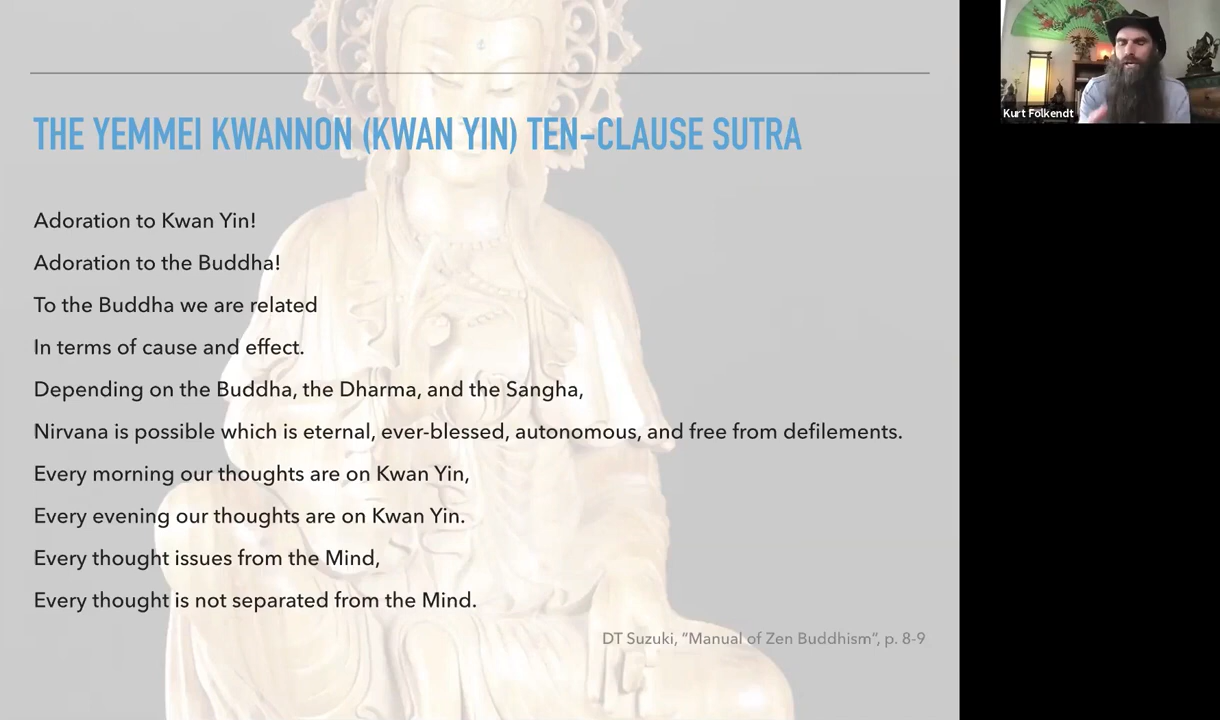 THE YEMMEI KWANNON (KWAN YIN) TEN-CLAUSE SUTRA
Adoration to Kwan Yin!
Adoration to the Buddha!
To the Buddha we are related
In terms of cause and effect.
Depending on the Buddha, the Dharma, and the Sangha,
Nirvana is possible which is eternal, ever-blessed, autonomous, and free from defilements.
Every morning our thoughts are on Kwan Yin,
Every evening our thoughts are on Kwan Yin.
Every thought issues from the Mind,
Every thought is not separated from the Mind.
DT Suzuki, “Manual of Zen Buddhism”, p. 8-9
Kurt Folkendt